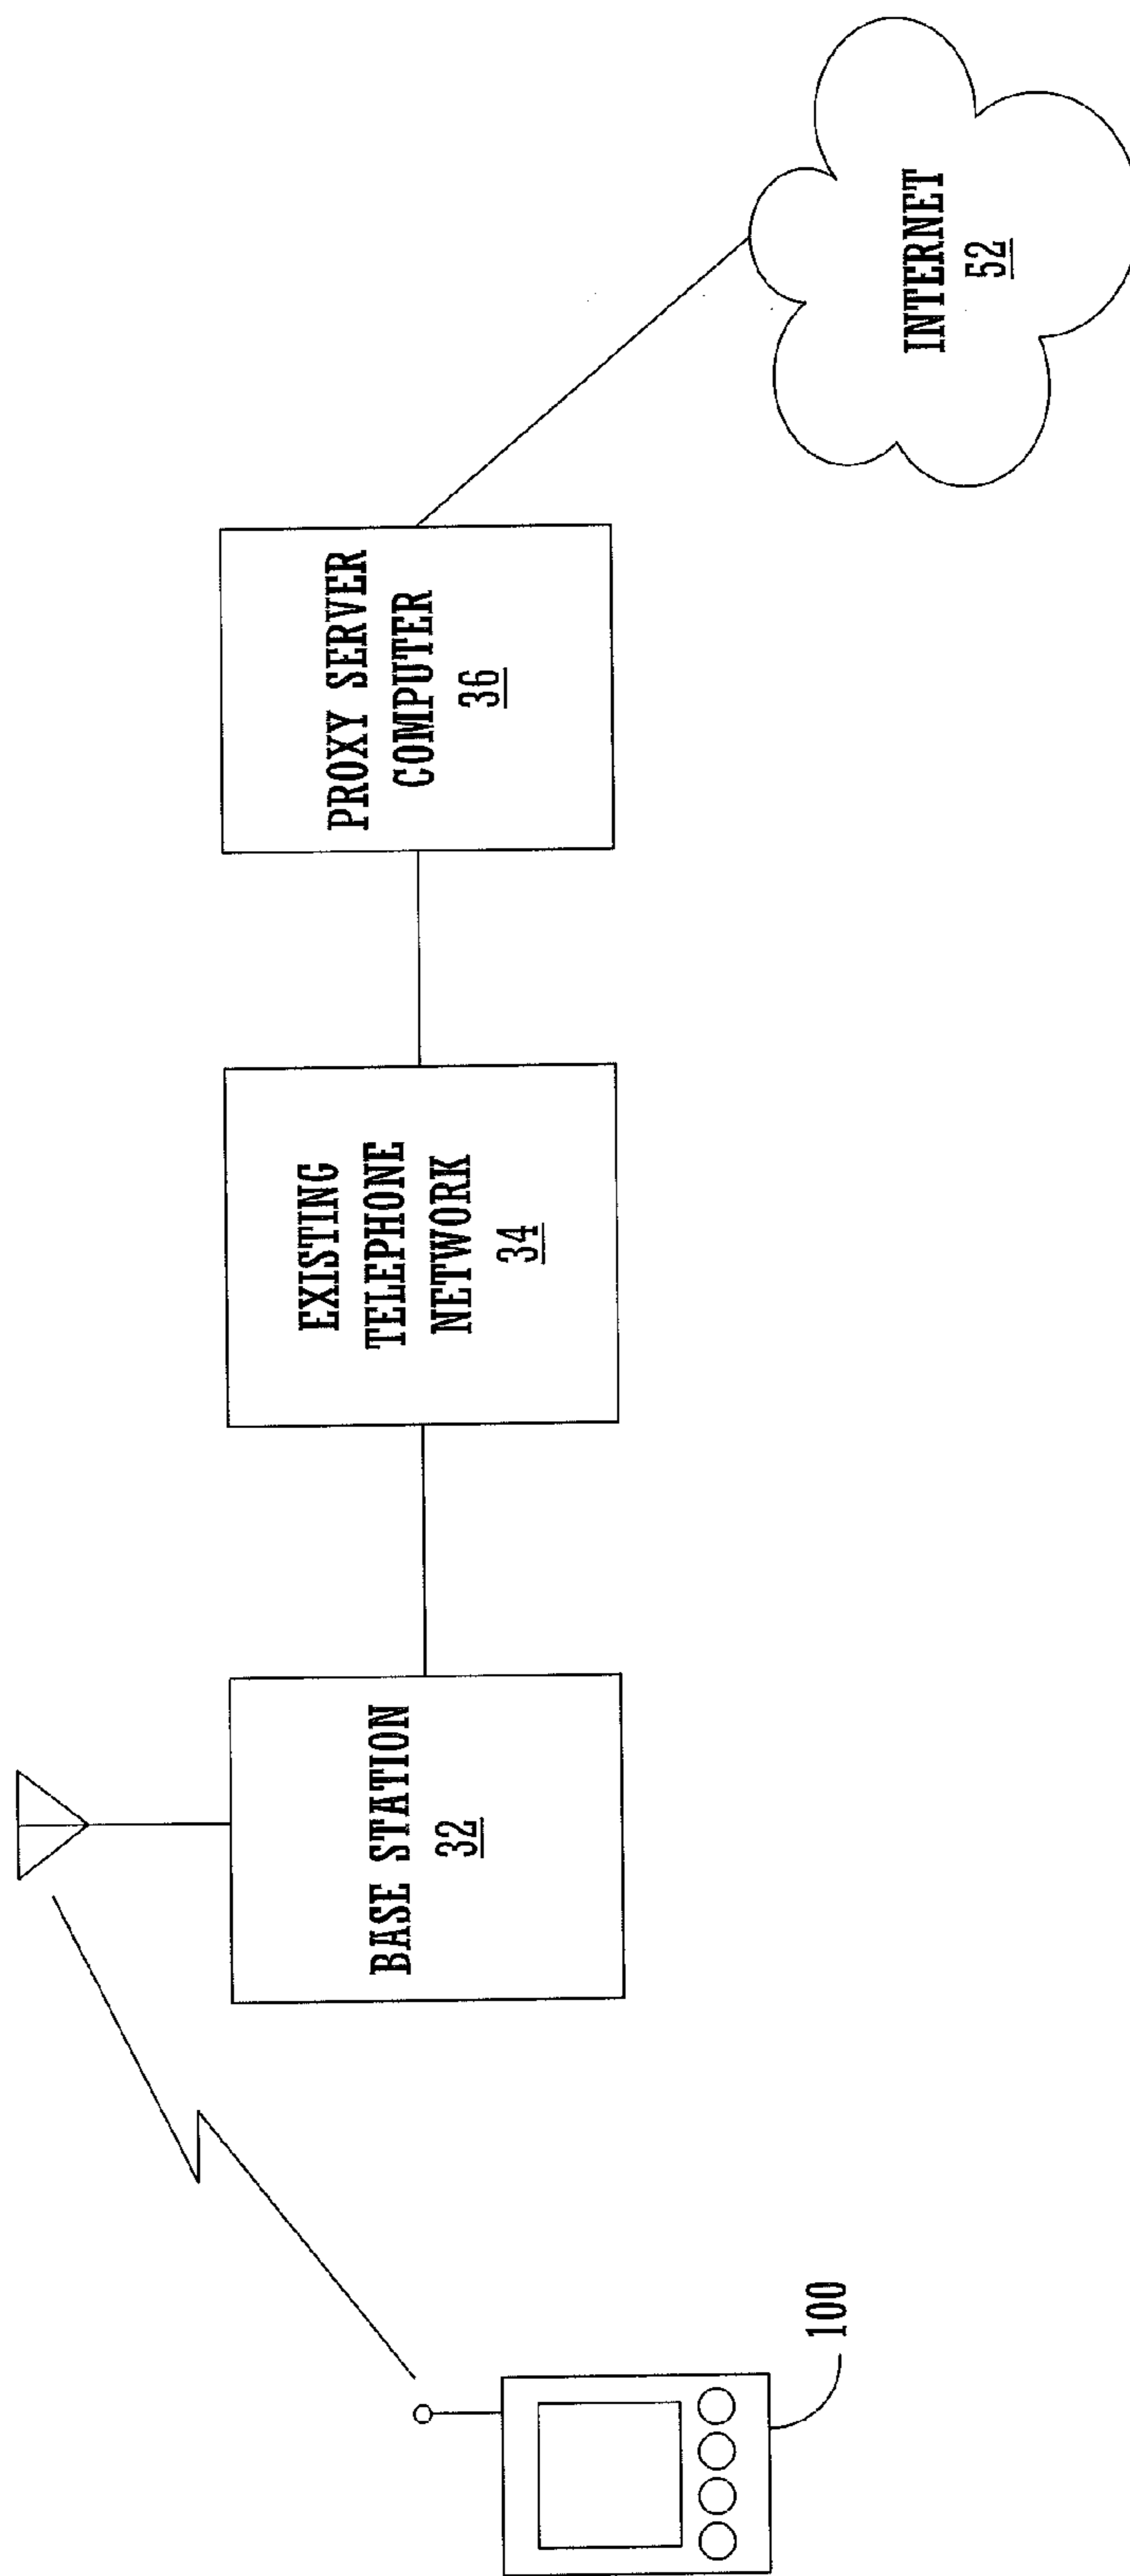 100
BASE STATION
32
EXISTING
TELEPHONE
NETWORK
34
PROXY SERVER
COMPUTER
36
INTERNET
52